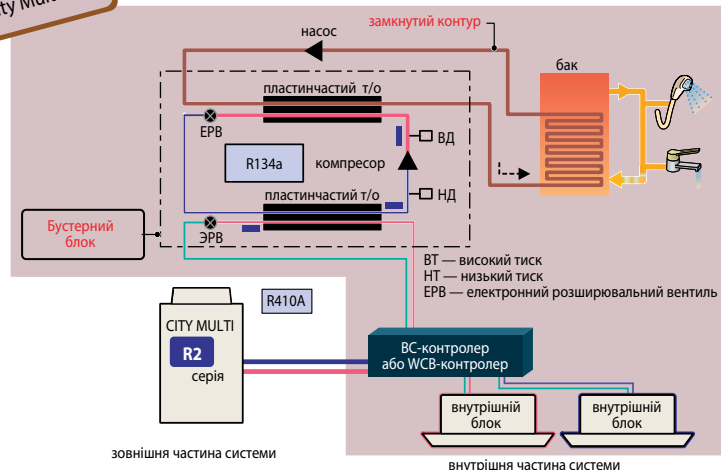 City Multi
замкнутий контур
насос
бак
пластинчастий т/о
ЕРВ
ВД
R134a
компресор
НД
пластинчастий т/о
Бустерний
блок
ЭРВ
ВТ — високий тиск
НТ — низький тиск
ЕРВ — електронний розширювальний вентиль
R410A
CITY MULTI
R2
серія
ВС-контролер
або WCB-контролер
внутрішній
блок
внутрішній
блок
зовнішня частина системи
внутрішня частина системи